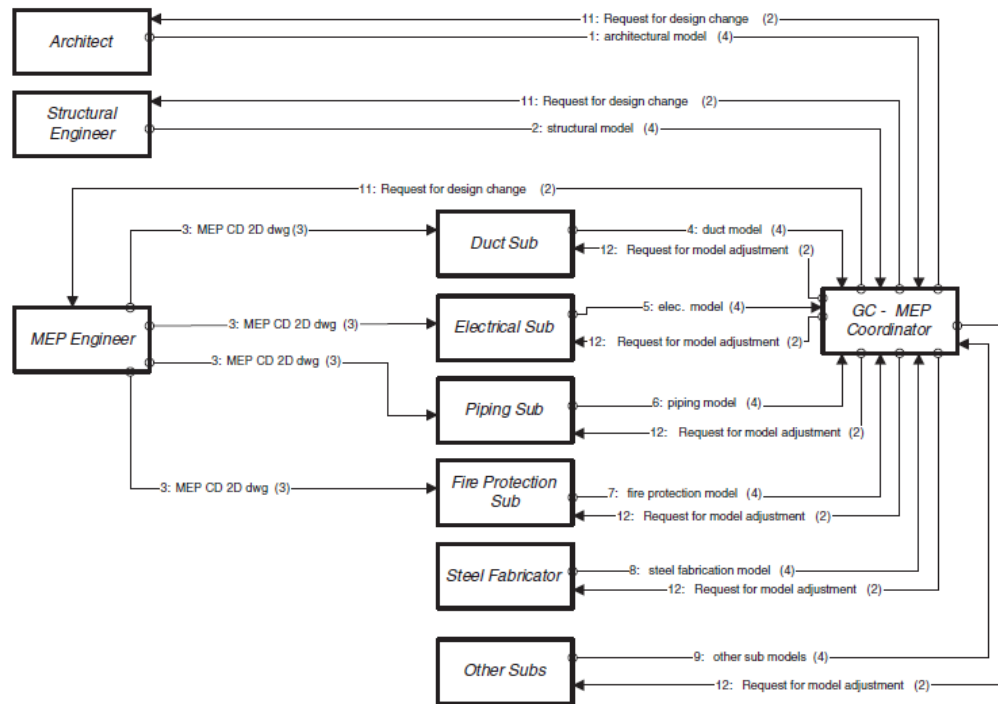 11: Request for design change (2)
Architect
1: architectural model (4)
11: Request for design change (2)
Structural
Engineer
2: structural model (4)
11: Request for design change (2)
3: MEP CD 2D dwg (3)
Duct Sub
4: duct model (4)
12: Request for model adjustment (2)
MEP Engineer
3: MEP CD 2D dwg (3)
Electrical Sub
5: elec. model (4)
12: Request for model adjustment (2)
GC - MEP
Coordinator
3: MEP CD 2D dwg (3)
Piping Sub
6: piping model (4)
12: Request for model adjustment (2)
3: MEP CD 2D dwg (3)
Fire Protection
Sub
7: fire protection model (4)
12: Request for model adjustment (2)
Steel Fabricator
8: steel fabrication model (4)
12: Request for model adjustment (2)
Other Subs
9: other sub models (4)
12: Request for model adjustment (2)